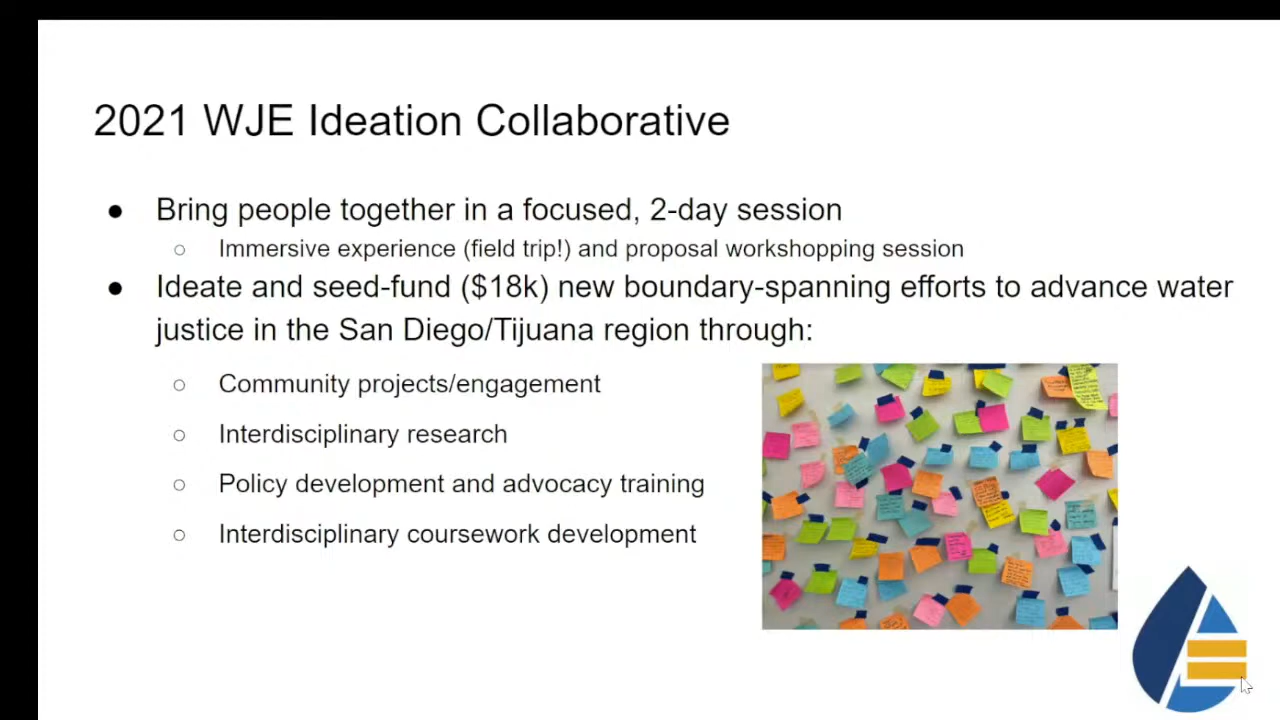 2021 WJE Ideation Collaborative
● Bring people together in a focused, 2-day session
○ Immersive experience (field trip!) and proposal workshopping session
● Ideate and seed-fund ($18k) new boundary-spanning efforts to advance water
justice in the San Diego/Tijuana region through:
○ Community projects/engagement
○ Interdisciplinary research
○ Policy development and advocacy training
○ Interdisciplinary coursework development